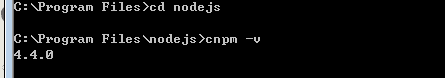 C:\Program Files>cd nodejs
C:\Program Files\nodejs>cnpm -v
4.4.0